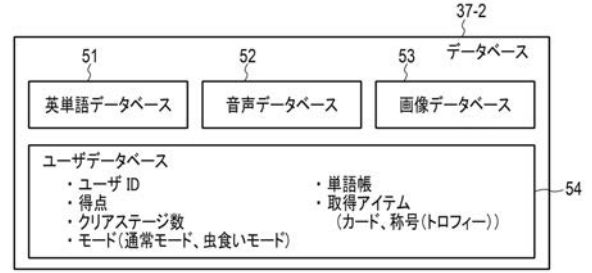 37-2
データベース
51
52
53
英単語データベース
音声データベース
画像データベース
ユーザデータベース
・ユーザ ID
・得点
・クリアステージ数
・モード(通常モード、虫食いモード)
・単語帳
・取得アイテム
(カード、称号(トロフィー))
54